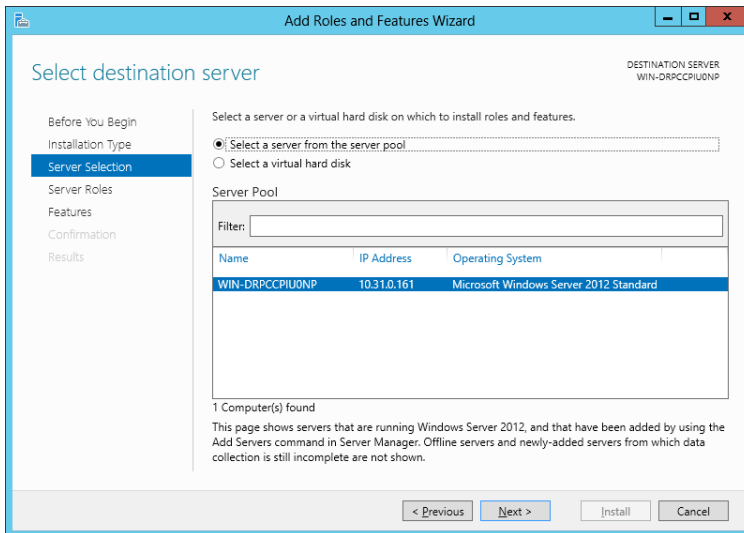 Add Roles and Features Wizard
Select destination server
DESTINATION SERVER
WIN-DRPCCPIU0NP
Before You Begin
Installation Type
Server Selection
Server Roles
Features
Confirmation
Results
Select a server or a virtual hard disk on which to install roles and features.
Select a server from the server pool
Select a virtual hard disk
Server Pool
Filter:
Name IP Address Operating System
WIN-DRPCCPIU0NP 10.31.0.161 Microsoft Windows Server 2012 Standard
1 Computer(s) found
This page shows servers that are running Windows Server 2012, and that have been added by using the
Add Servers command in Server Manager. Offline servers and newly-added servers from which data
collection is still incomplete are not shown.
< Previous Next > Install Cancel